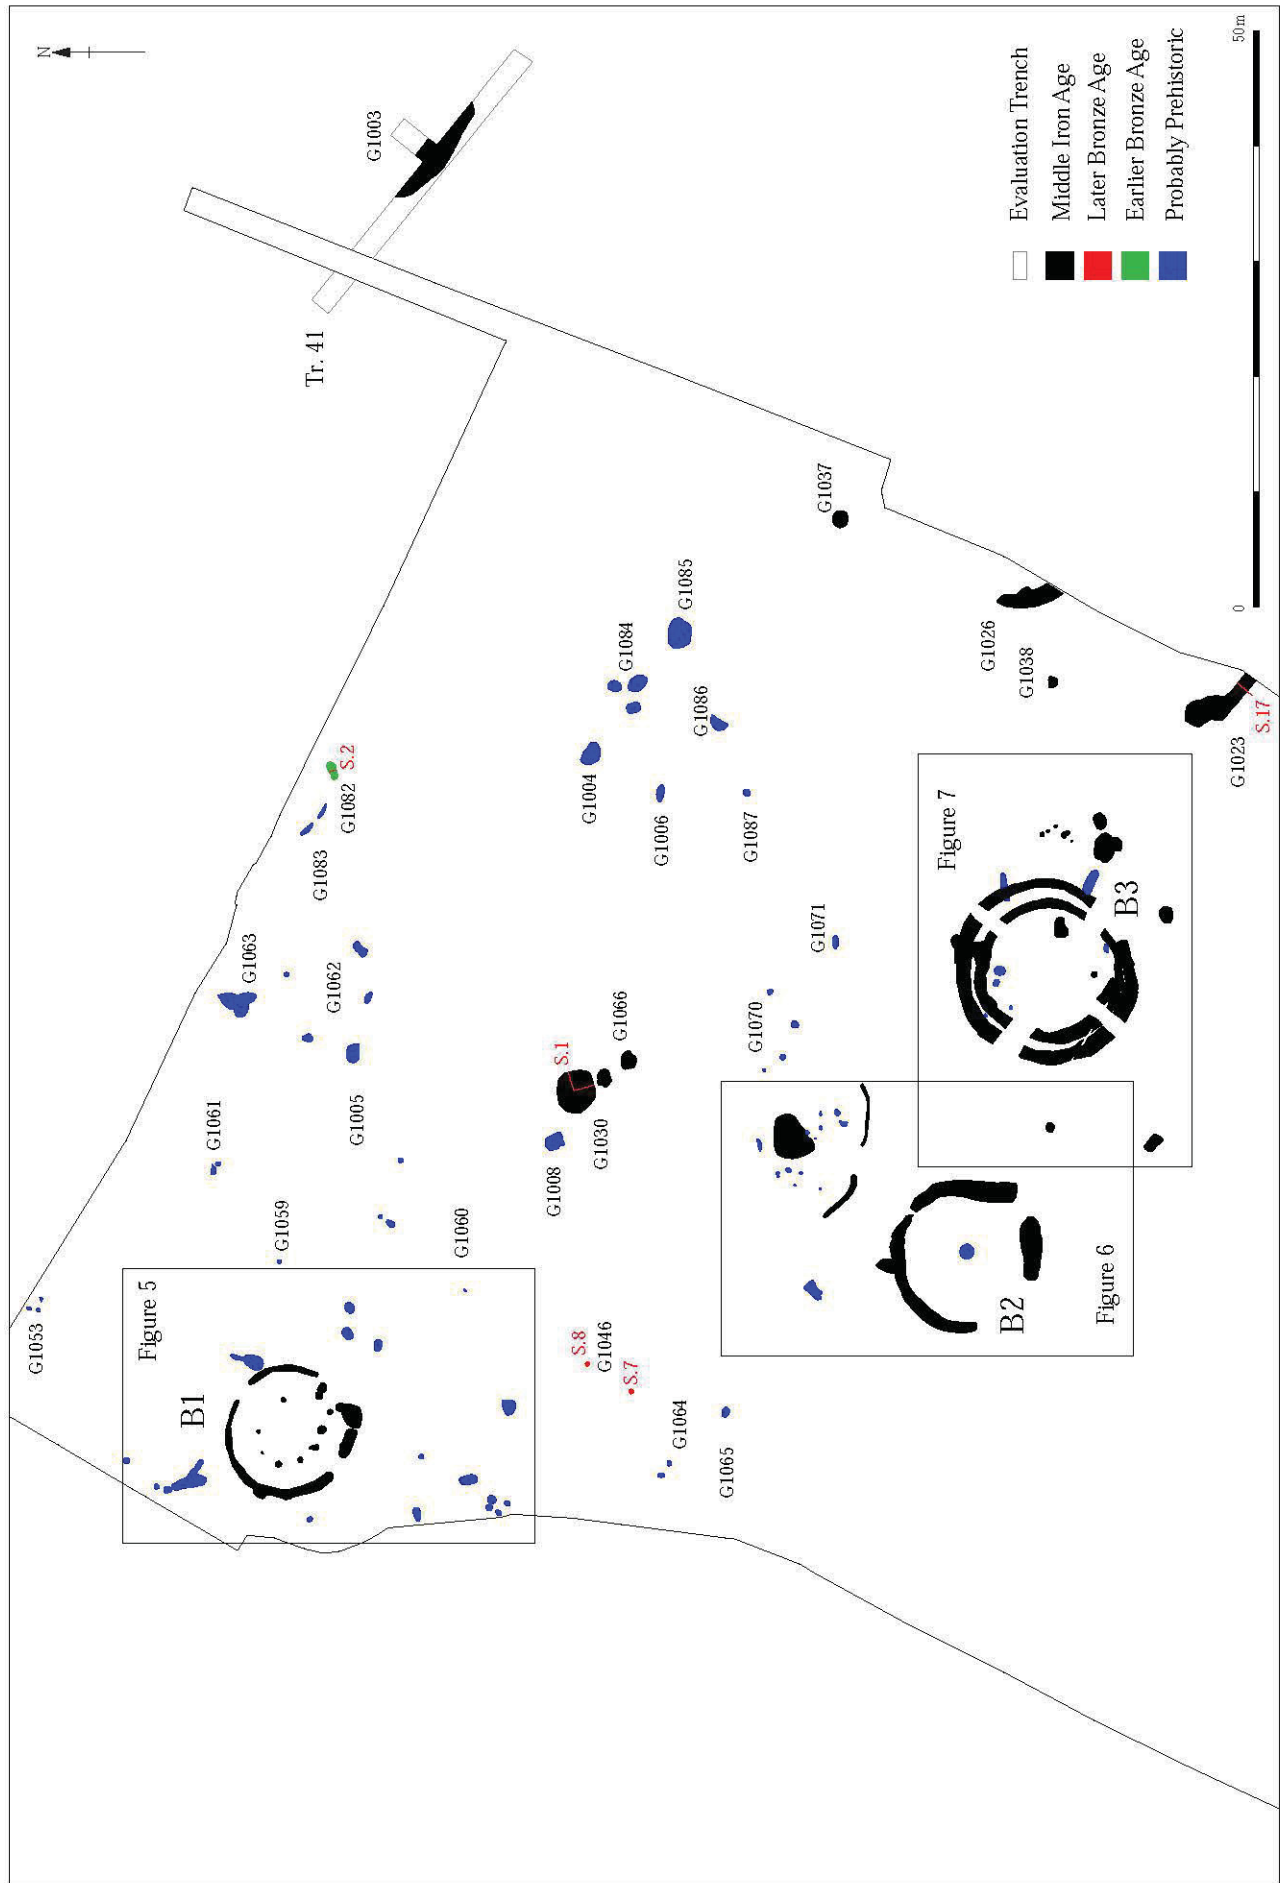 N
G1003
Tr. 41
Evaluation Trench
Middle Iron Age
Later Bronze Age
Earlier Bronze Age
Probably Prehistoric
0
50m
G1053
Figure 5
B1
G1059
G1061
G1063
G1062
G1005
G1060
G1083
G1082
S.2
G1008
G1030
S.1
G1066
S.8
G1046
S.7
G1064
G1065
G1004
G1084
G1085
G1006
G1086
G1087
G1071
G1070
G1037
G1026
G1038
G1023
S.17
Figure 7
B3
B2
Figure 6